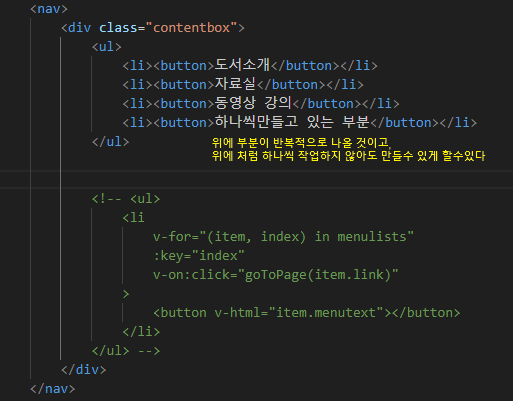 <nav>
<div class="contentbox">
<ul>
<li><button>도서소개</button></li>
<li><button>자료실</button></li>
<li><button>동영상 강의</button></li>
<li><button>하나씩만들고 있는 부분</button></li>
</ul>
위에 부분이 반복적으로 나올 것이고,
위에 처럼 하나씩 작업하지 않아도 만들수 있게 할수있다
<!-- <ul>
<li
v-for="(item, index) in menulists"
:key="index"
v-on:click="goToPage(item.link)"
>
<button v-html="item.menutext"></button>
</li>
</ul> -->
</div>
</nav>